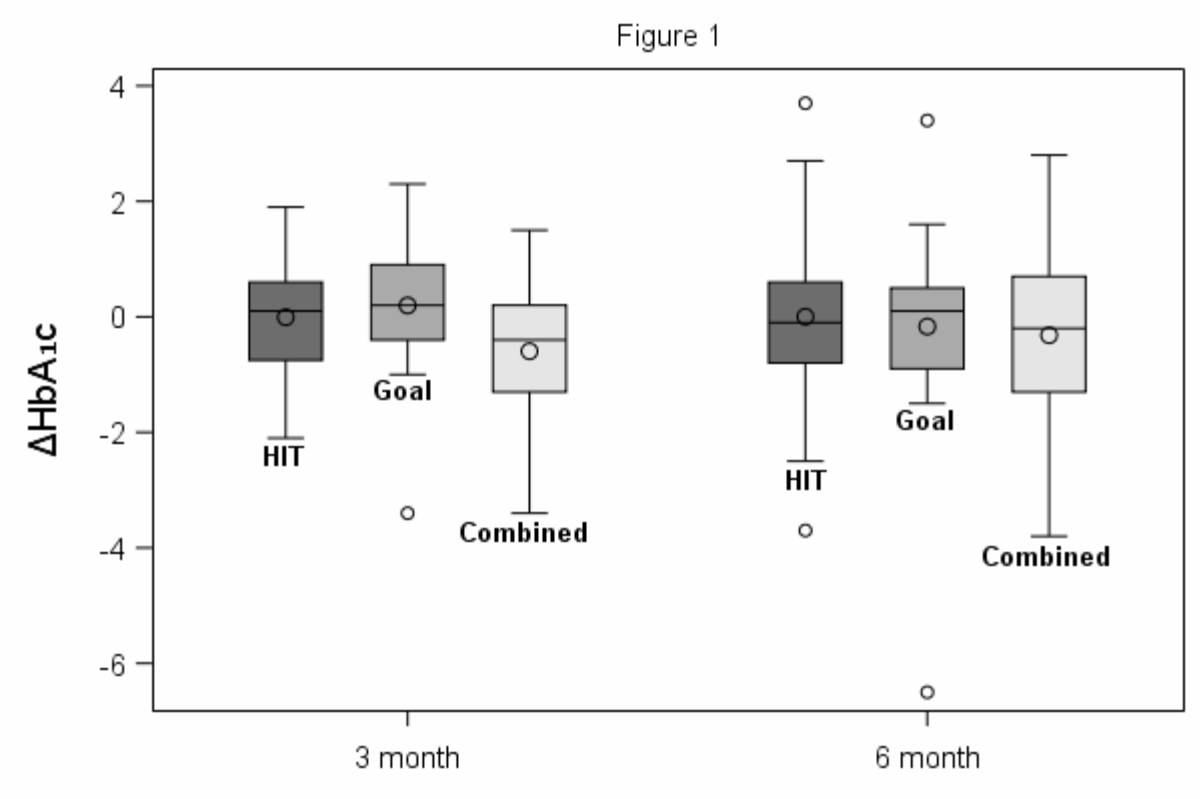 Figure 1
ΔHbA₁c
4
2
0
-2
-4
-6
HIT
Goal
Combined
HIT
Goal
Combined
3 month
6 month